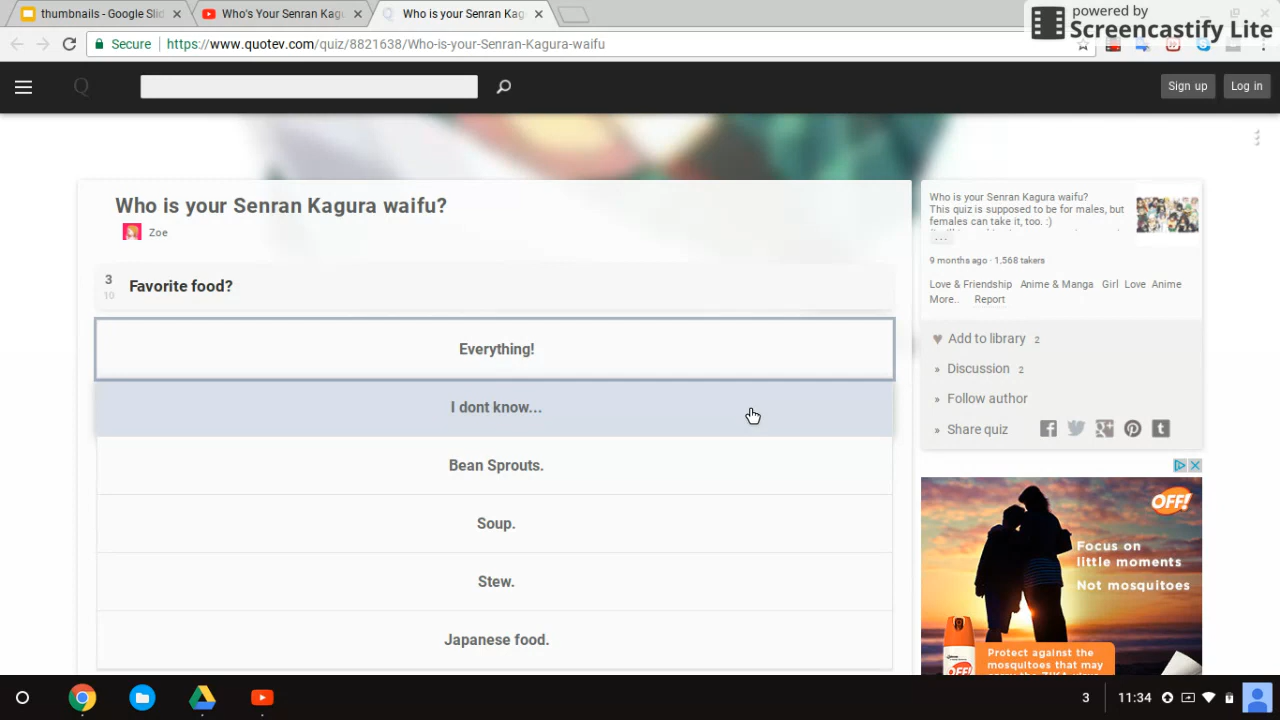 thumbnails - Google Slid
Who's Your Senran Kag
Who is your Senran Kag
powered by
Screencastify Lite
Secure
https://www.quotev.com/quiz/8821638/Who-is-your-Senran-Kagura-waifu
Q
Sign up
Log in
Who is your Senran Kagura waifu?
Zoe
3
10
Favorite food?
Everything!
I dont know...
Bean Sprouts.
Soup.
Stew.
Japanese food.
Who is your Senran Kagura waifu?
This quiz is supposed to be for males, but
females can take it, too. :)
...
9 months ago · 1,568 takers
Love & Friendship Anime & Manga Girl Love Anime
More.. Report
Add to library 2
» Discussion 2
» Follow author
» Share quiz
OFF!
Focus on
little moments
Not mosquitoes
Protect against the
mosquitoes that may
3
11:34